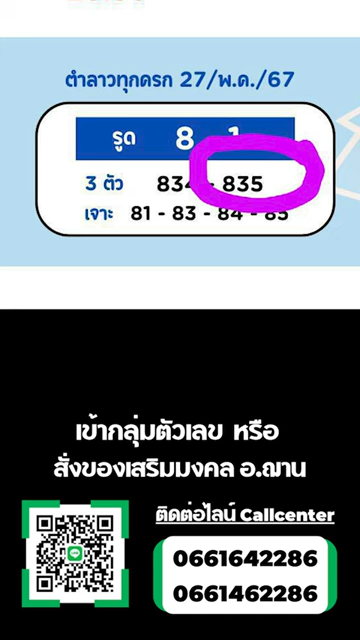 ตำลาวทุกดรก 27/พ.ค./67
รูด 8 1
3 ตัว 834 - 835
เจาะ 81 - 83 - 84 - 85
เข้ากลุ่มตัวเลข หรือ
สั่งของเสริมมงคล อ.ฌาน
ติดต่อไลน์ Callcenter
0661642286
0661462286